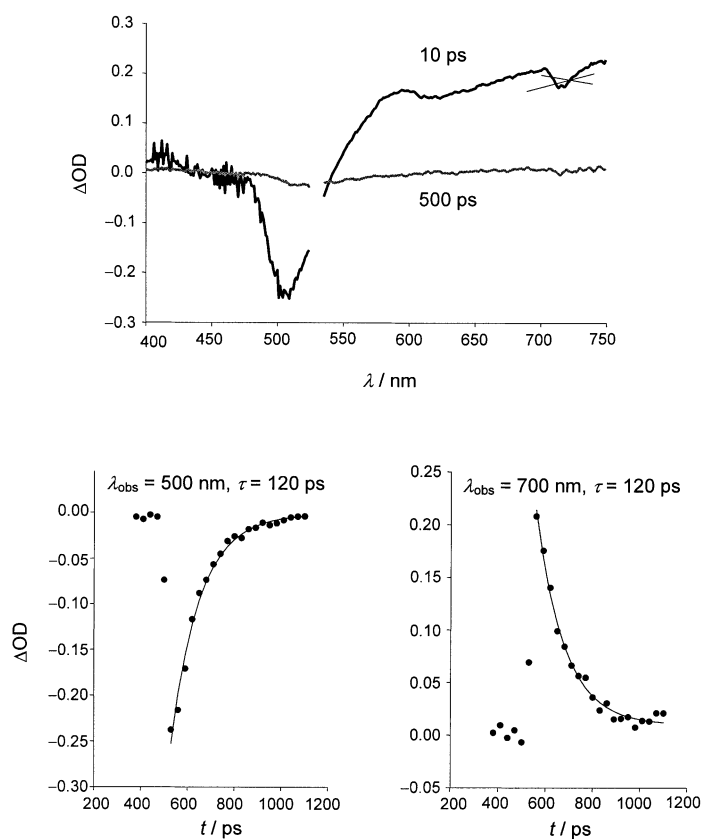 0.3
0.2
0.1
0.0
−0.1
−0.2
−0.3
ΔOD
10 ps
500 ps
400 450 500 550 600 650 700 750
λ / nm
λobs = 500 nm, τ = 120 ps
0.00
−0.05
−0.10
−0.15
−0.20
−0.25
−0.30
ΔOD
200 400 600 800 1000 1200
t / ps
λobs = 700 nm, τ = 120 ps
0.25
0.20
0.15
0.10
0.05
0.00
−0.05
200 400 600 800 1000 1200
t / ps